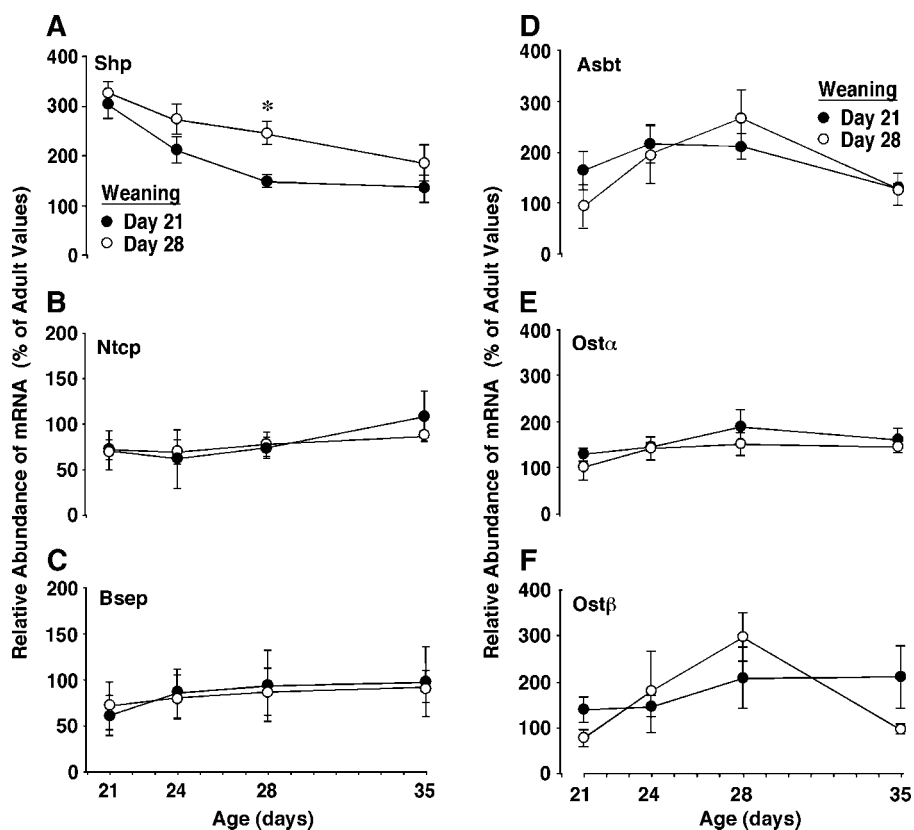 A
Shp
400
300
200
100
0
*
Weaning
Day 21
Day 28
B
Ntcp
200
150
100
50
0
C
Bsep
200
150
100
50
0
21 24 28 35
Age (days)
Relative Abundance of mRNA (% of Adult Values)
D
Asbt
400
300
200
100
0
Weaning
Day 21
Day 28
E
Ostα
400
300
200
100
0
F
Ostβ
400
300
200
100
0
21 24 28 35
Age (days)
Relative Abundance of mRNA (% of Adult Values)